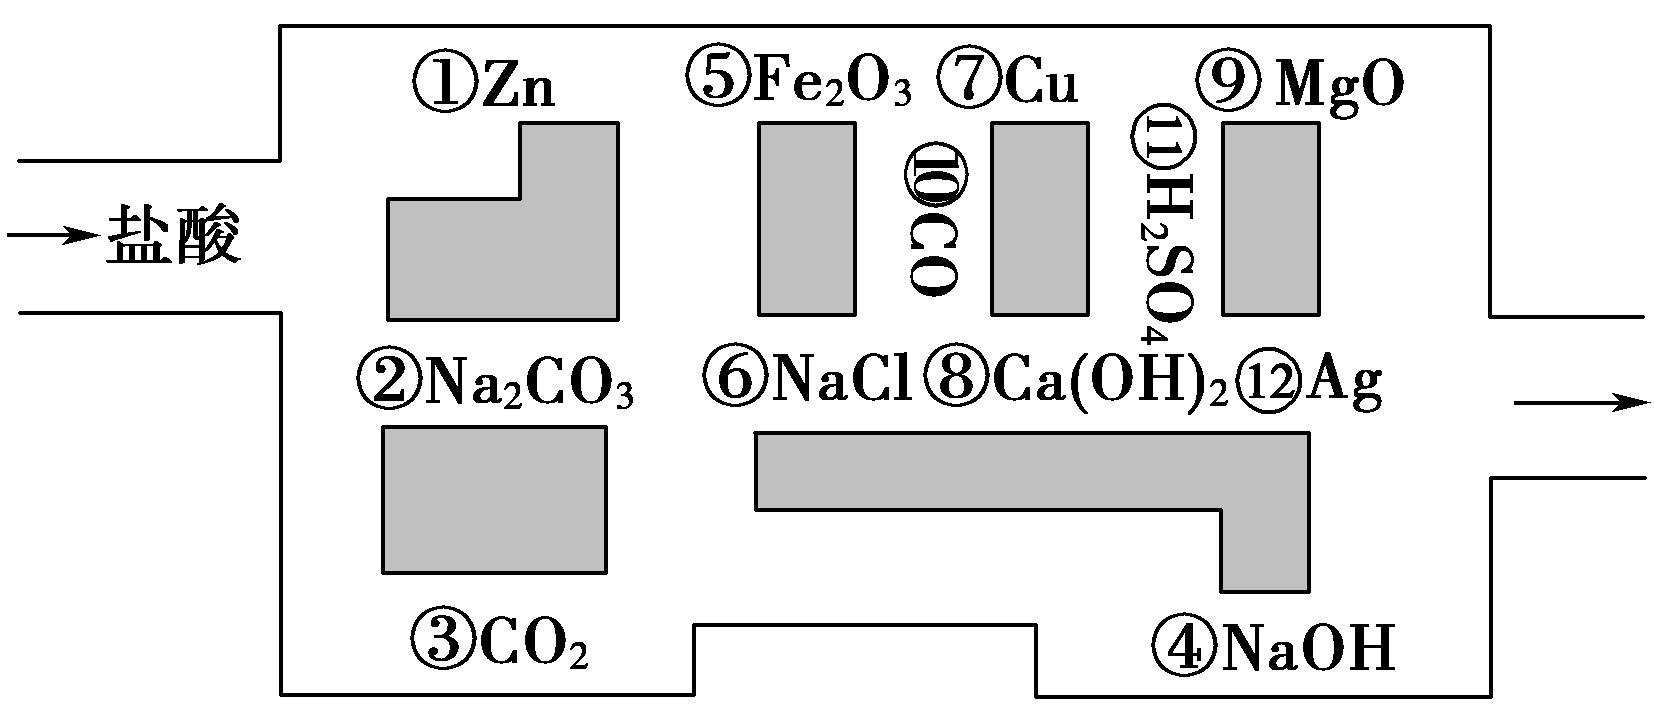 ①Zn
⑤Fe₂O₃
⑦Cu
⑨MgO
盐酸
⑩CO
⑪H₂SO₄
②Na₂CO₃
⑥NaCl
⑧Ca(OH)₂
⑫Ag
③CO₂
④NaOH